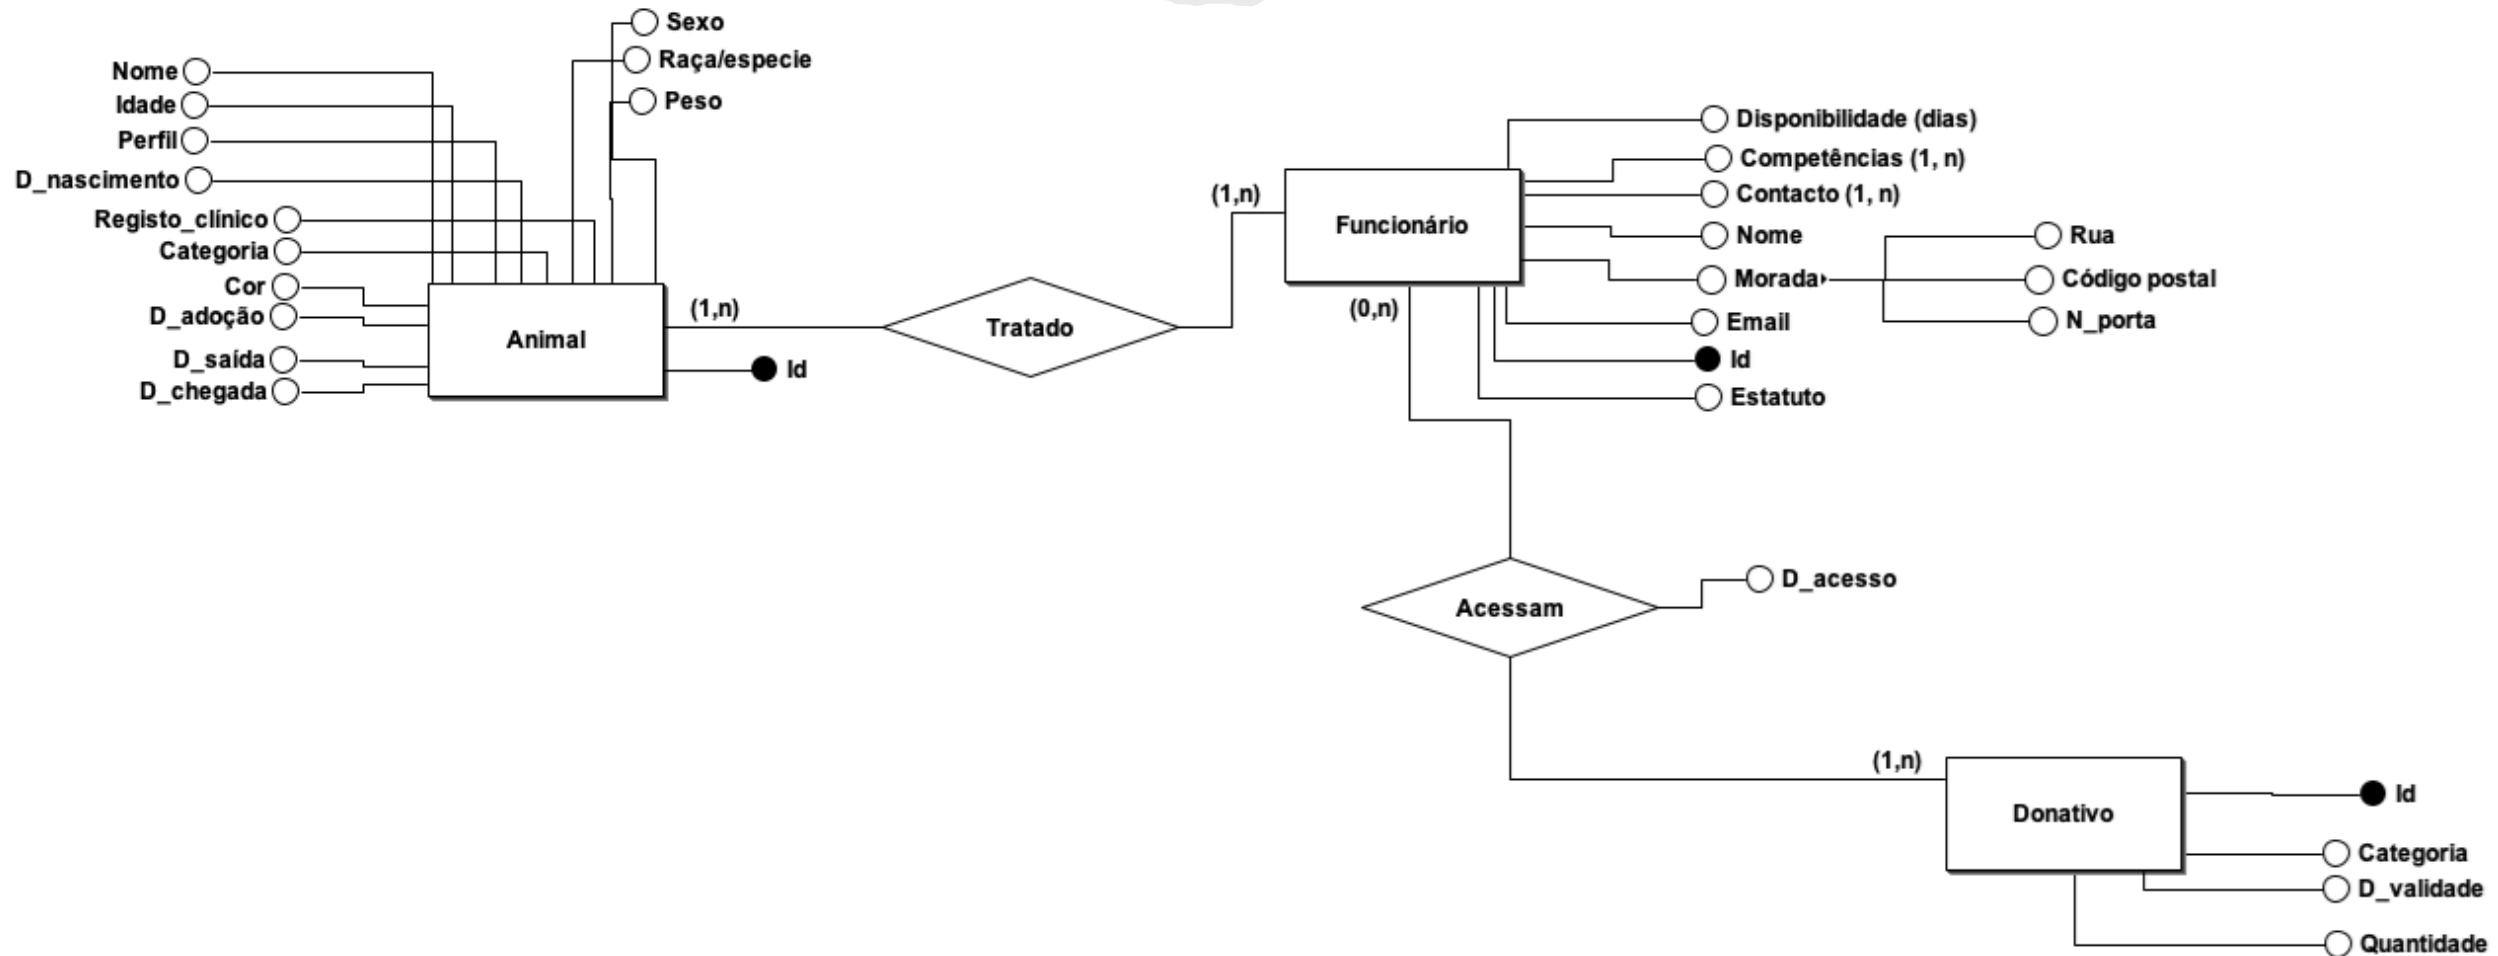 Sexo
Raça/especie
Peso
Nome
Idade
Perfil
D_nascimento
Registo_clínico
Categoria
Cor
D_adoção
D_saída
D_chegada
Animal
(1,n)
Id
Tratado
(1,n)
Funcionário
(0,n)
Disponibilidade (dias)
Competências (1, n)
Contacto (1, n)
Nome
Morada
Rua
Código postal
N_porta
Email
Id
Estatuto
Acessam
D_acesso
(1,n)
Donativo
Id
Categoria
D_validade
Quantidade